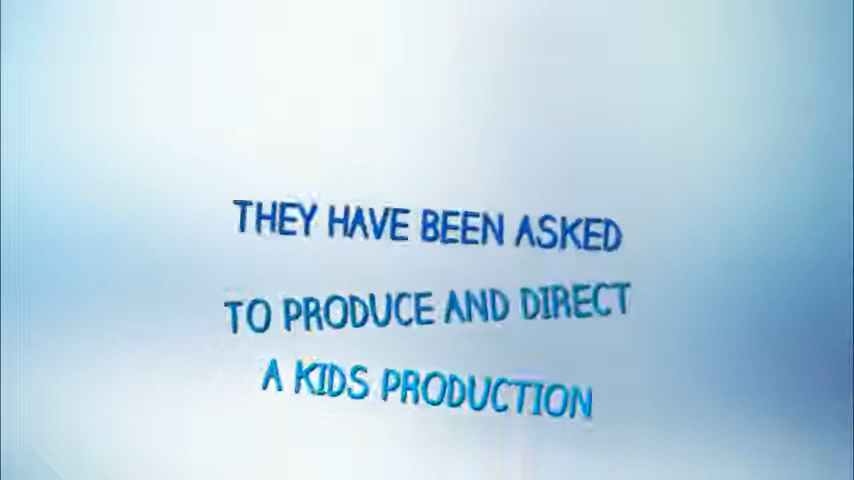 THEY HAVE BEEN ASKED
TO PRODUCE AND DIRECT
A KIDS PRODUCTION